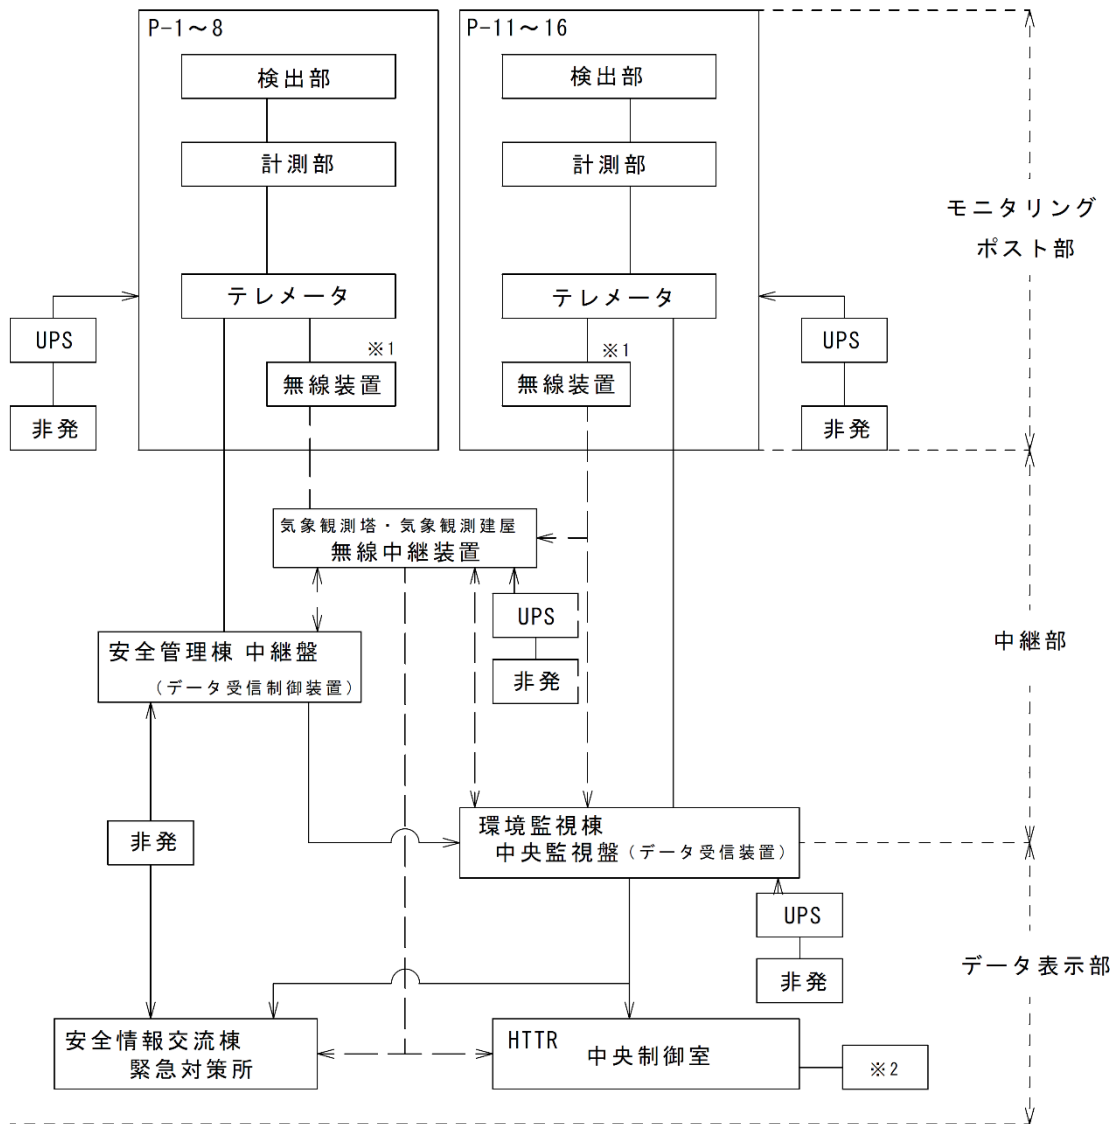 P-1～8
P-11～16
検出部
検出部
計測部
計測部
モニタリング
ポスト部
テレメータ
テレメータ
UPS
※1
※1
UPS
無線装置
無線装置
非発
非発
気象観測塔・気象観測建屋
無線中継装置
UPS
安全管理棟 中継盤
（データ受信制御装置）
非発
中継部
環境監視棟
中央監視盤（データ受信装置）
非発
UPS
データ表示部
非発
安全情報交流棟
緊急対策所
HTTR
中央制御室
※2